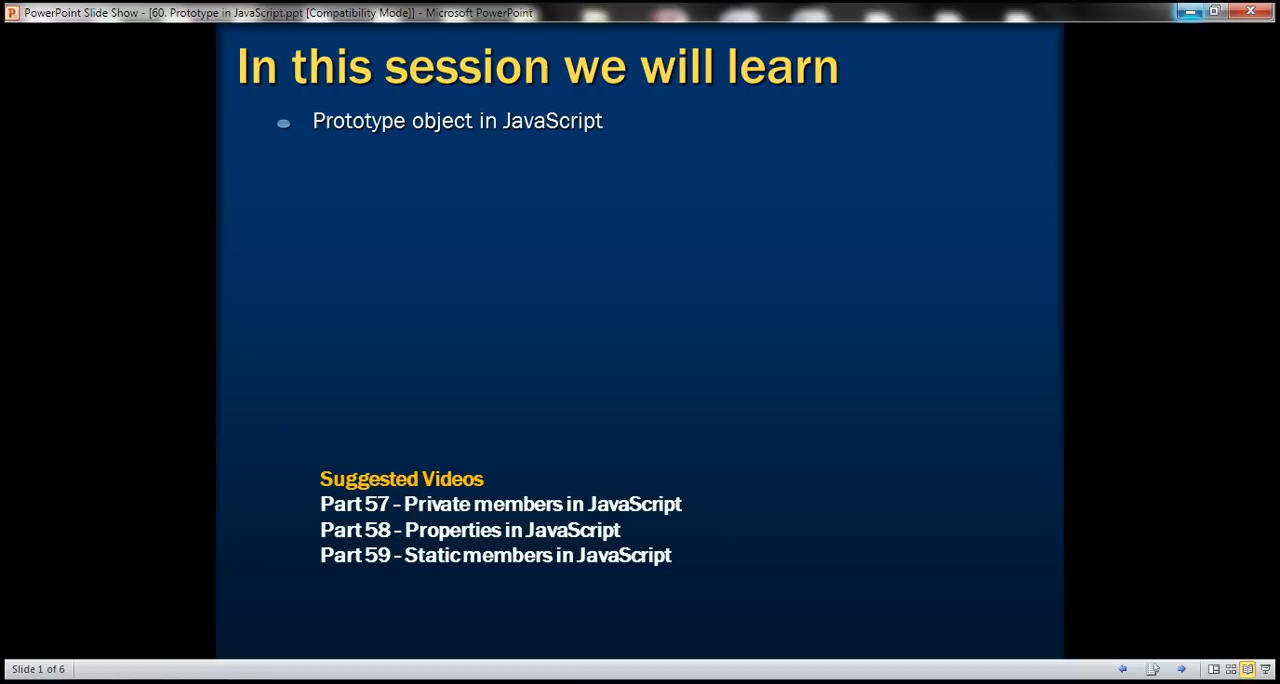 PowerPoint Slide Show - [60. Prototype in JavaScript.ppt [Compatibility Mode]] - Microsoft PowerPoint
In this session we will learn
Prototype object in JavaScript
Suggested Videos
Part 57 - Private members in JavaScript
Part 58 - Properties in JavaScript
Part 59 - Static members in JavaScript
Slide 1 of 6